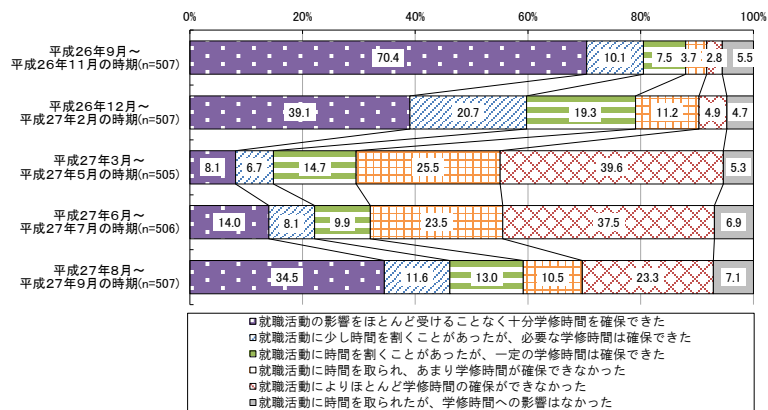 0% 20% 40% 60% 80% 100%
平成26年9月～
平成26年11月の時期(n=507)
70.4 10.1 7.5 3.7 2.8 5.5
平成26年12月～
平成27年2月の時期(n=507)
39.1 20.7 19.3 11.2 4.9 4.7
平成27年3月～
平成27年5月の時期(n=505)
8.1 6.7 14.7 25.5 39.6 5.3
平成27年6月～
平成27年7月の時期(n=506)
14.0 8.1 9.9 23.5 37.5 6.9
平成27年8月～
平成27年9月の時期(n=507)
34.5 11.6 13.0 10.5 23.3 7.1
就職活動の影響をほとんど受けることなく十分学修時間を確保できた
就職活動に少し時間を割くことがあったが、必要な学修時間は確保できた
就職活動に時間を割くことがあったが、一定の学修時間は確保できた
就職活動に時間を取られ、あまり学修時間が確保できなかった
就職活動によりほとんど学修時間の確保ができなかった
就職活動に時間を取られたが、学修時間への影響はなかった